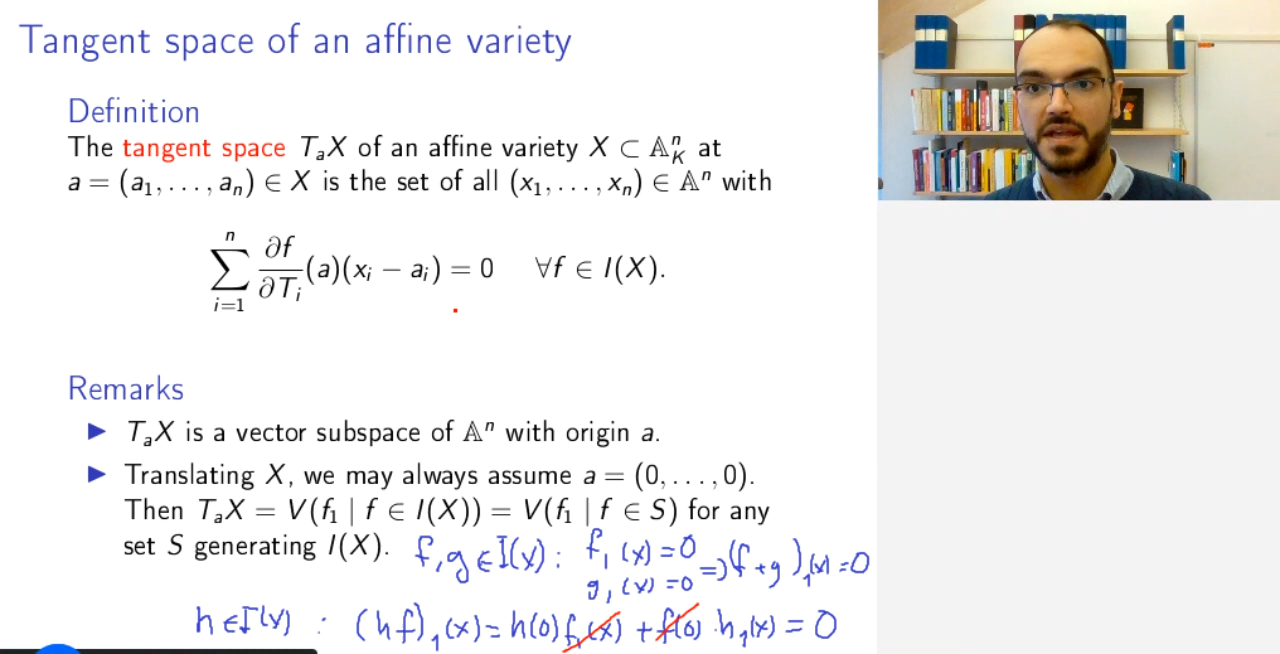 Tangent space of an affine variety
Definition
The tangent space TₐX of an affine variety X ⊂ 𝔸ⁿ_K at
a = (a₁, . . . , aₙ) ∈ X is the set of all (x₁, . . . , xₙ) ∈ 𝔸ⁿ with
∑ⁿᵢ₌₁ ∂f/∂Tᵢ (a)(xᵢ − aᵢ) = 0 ∀f ∈ I(X).
Remarks
▶ TₐX is a vector subspace of 𝔸ⁿ with origin a.
▶ Translating X, we may always assume a = (0, . . . , 0).
Then TₐX = V(f₁ | f ∈ I(X)) = V(f₁ | f ∈ S) for any
set S generating I(X).
f, g ∈ I(X) : f₁(x) = 0
g₁(x) = 0 => (f + g)₁(x) = 0
h ∈ I(X) : (hf)₁(x) = h(0) f₁(x) + f(0) · h₁(x) = 0